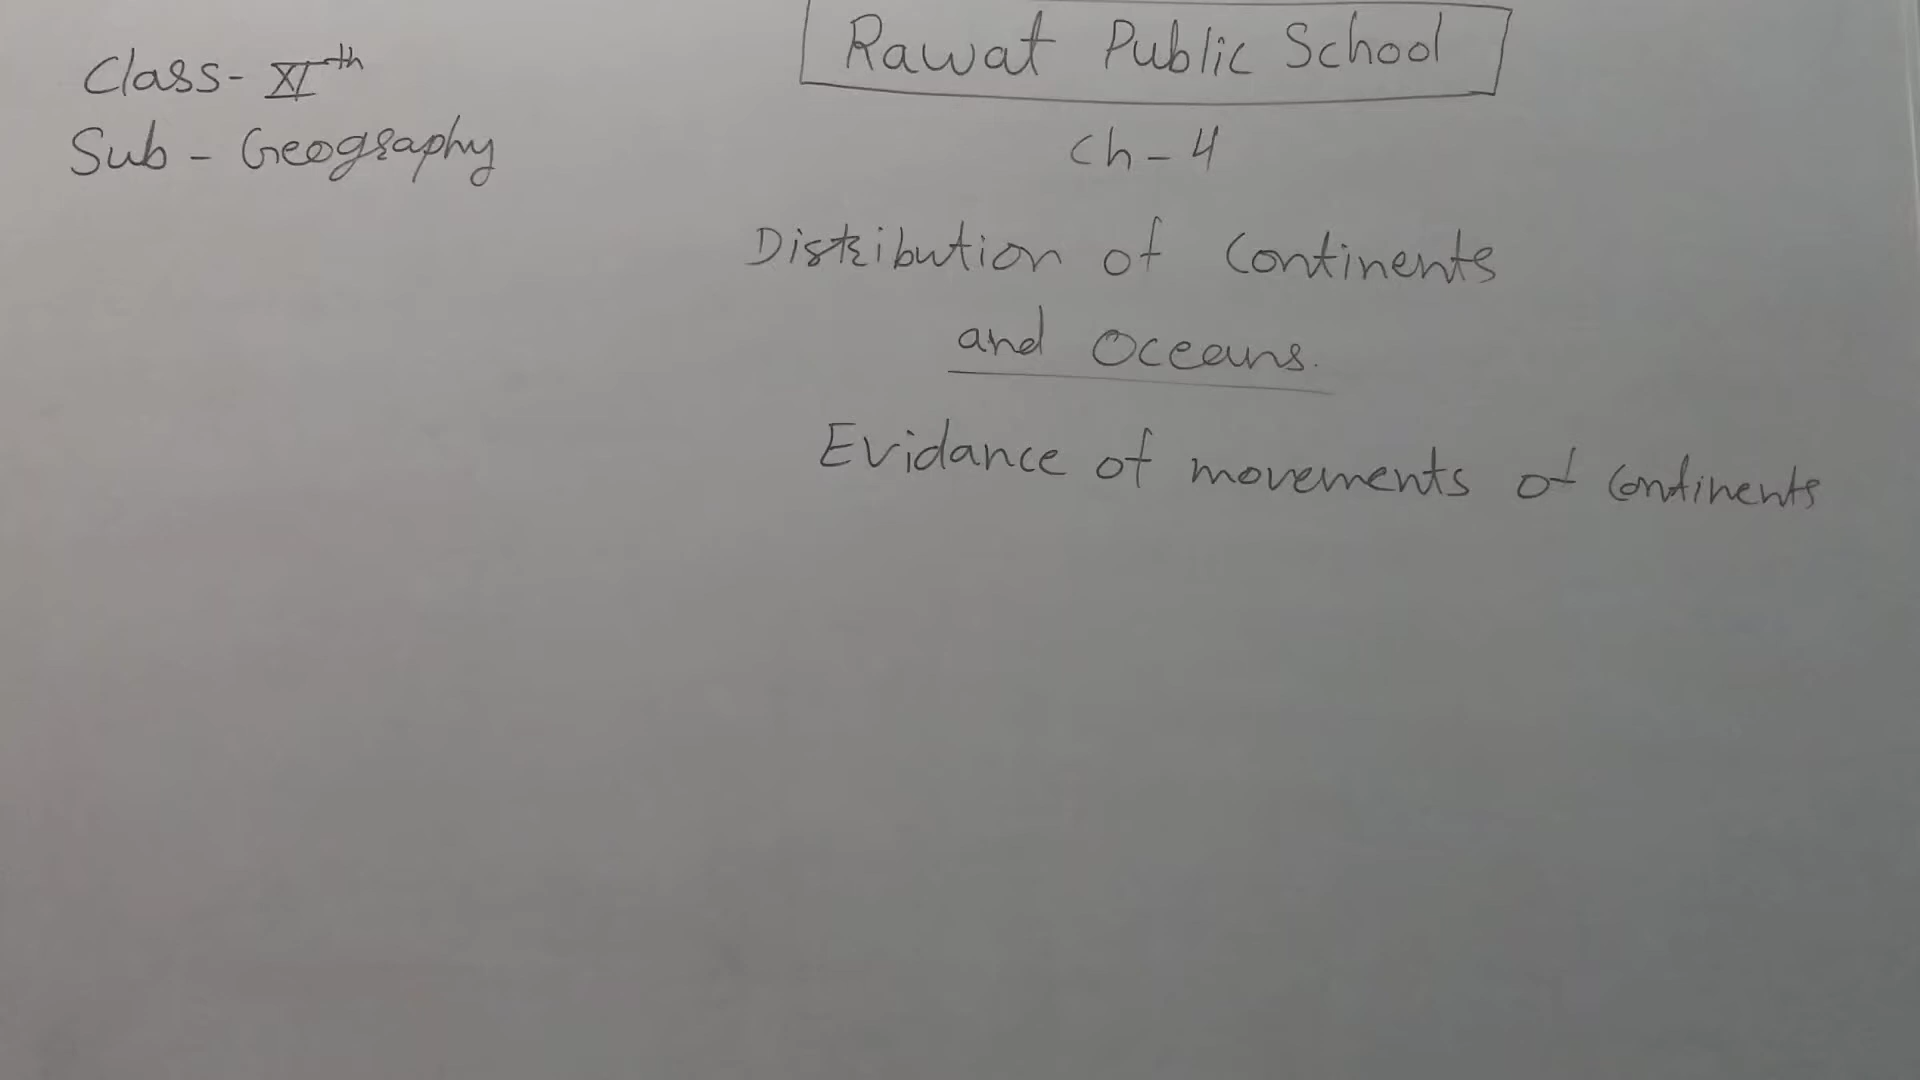 Rawat Public School
Class- XIth
Sub - Geography
Ch - 4
Distribution of Continents
and Oceans.
Evidance of movements of Continents